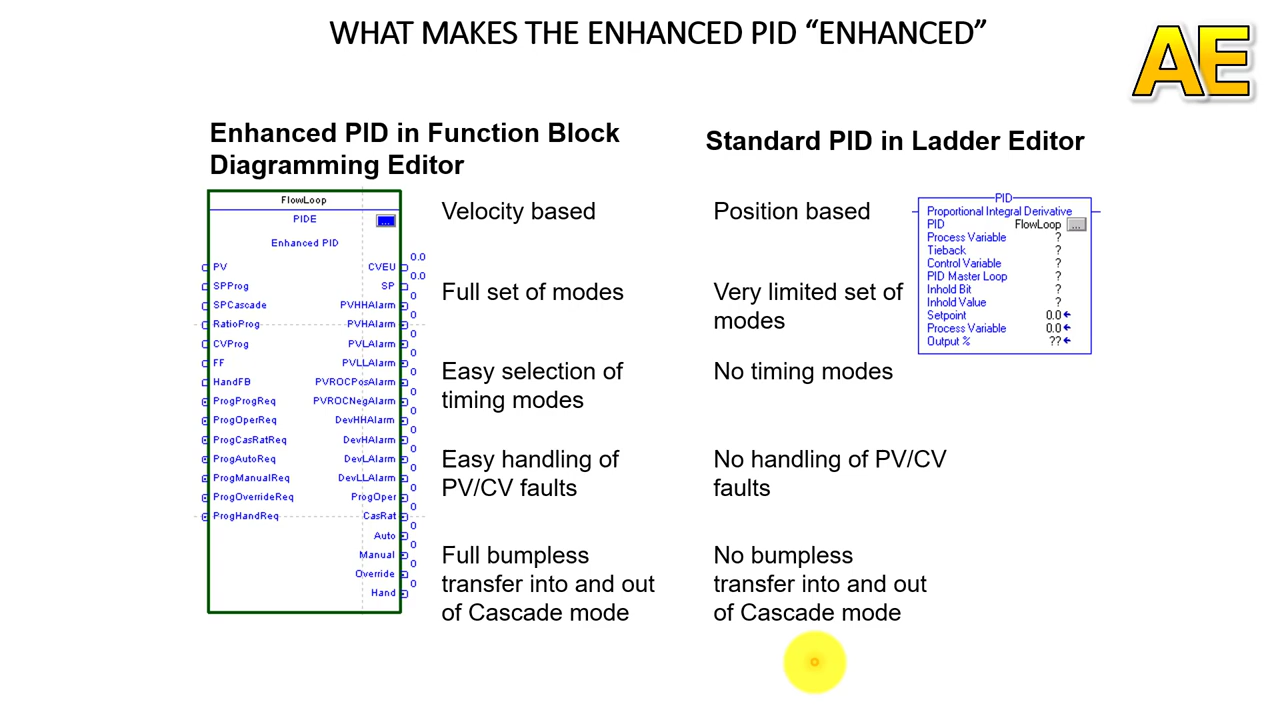 WHAT MAKES THE ENHANCED PID “ENHANCED”
AE
Enhanced PID in Function Block
Diagramming Editor
Standard PID in Ladder Editor
FlowLoop
PIDE
...
Enhanced PID
PV
CVEU
0.0
SPProg
SP
0.0
SPCascade
PVHHAlarm
0
RatioProg
PVHAlarm
0
CVProg
PVLAlarm
0
FF
PVLLAlarm
0
HandFB
PVROCPosAlarm
0
ProgProgReq
PVROCNegAlarm
0
ProgOperReq
DevHHAlarm
0
ProgCasRatReq
DevHAlarm
0
ProgAutoReq
DevLAlarm
0
ProgManualReq
DevLLAlarm
0
ProgOverrideReq
ProgOper
0
ProgHandReq
CasRat
0
Auto
0
Manual
0
Override
0
Hand
0
Velocity based
Full set of modes
Easy selection of
timing modes
Easy handling of
PV/CV faults
Full bumpless
transfer into and out
of Cascade mode
Position based
Very limited set of
modes
No timing modes
No handling of PV/CV
faults
No bumpless
transfer into and out
of Cascade mode
PID
Proportional Integral Derivative
PID FlowLoop ...
Process Variable ?
Tieback ?
Control Variable ?
PID Master Loop ?
Inhold Bit ?
Inhold Value ?
Setpoint 0.0
Process Variable 0.0
Output % ??